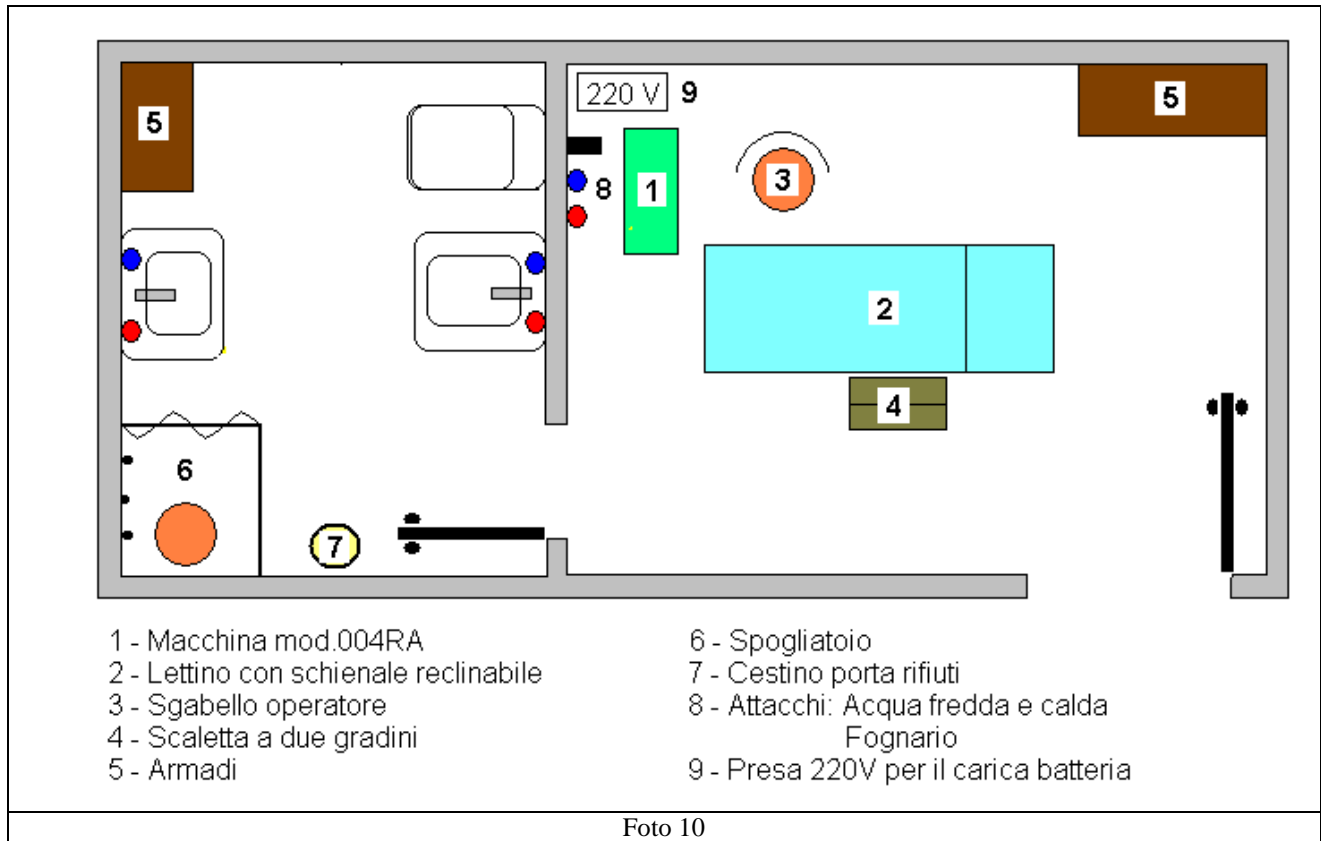 220 V 9
5
5
8
1
3
2
4
6
7
1 - Macchina mod.004RA
2 - Lettino con schienale reclinabile
3 - Sgabello operatore
4 - Scaletta a due gradini
5 - Armadi
6 - Spogliatoio
7 - Cestino porta rifiuti
8 - Attacchi: Acqua fredda e calda
Fognario
9 - Presa 220V per il carica batteria
Foto 10